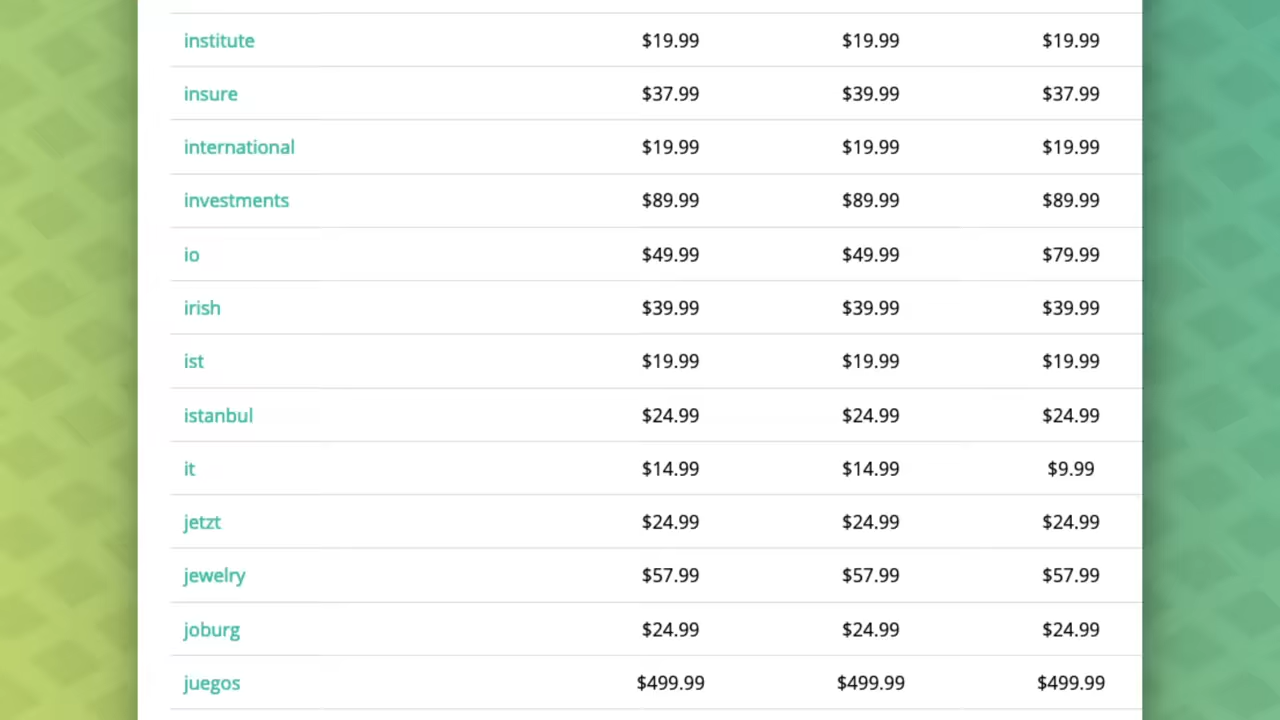 institute $19.99 $19.99 $19.99
insure $37.99 $39.99 $37.99
international $19.99 $19.99 $19.99
investments $89.99 $89.99 $89.99
io $49.99 $49.99 $79.99
irish $39.99 $39.99 $39.99
ist $19.99 $19.99 $19.99
istanbul $24.99 $24.99 $24.99
it $14.99 $14.99 $9.99
jetzt $24.99 $24.99 $24.99
jewelry $57.99 $57.99 $57.99
joburg $24.99 $24.99 $24.99
juegos $499.99 $499.99 $499.99